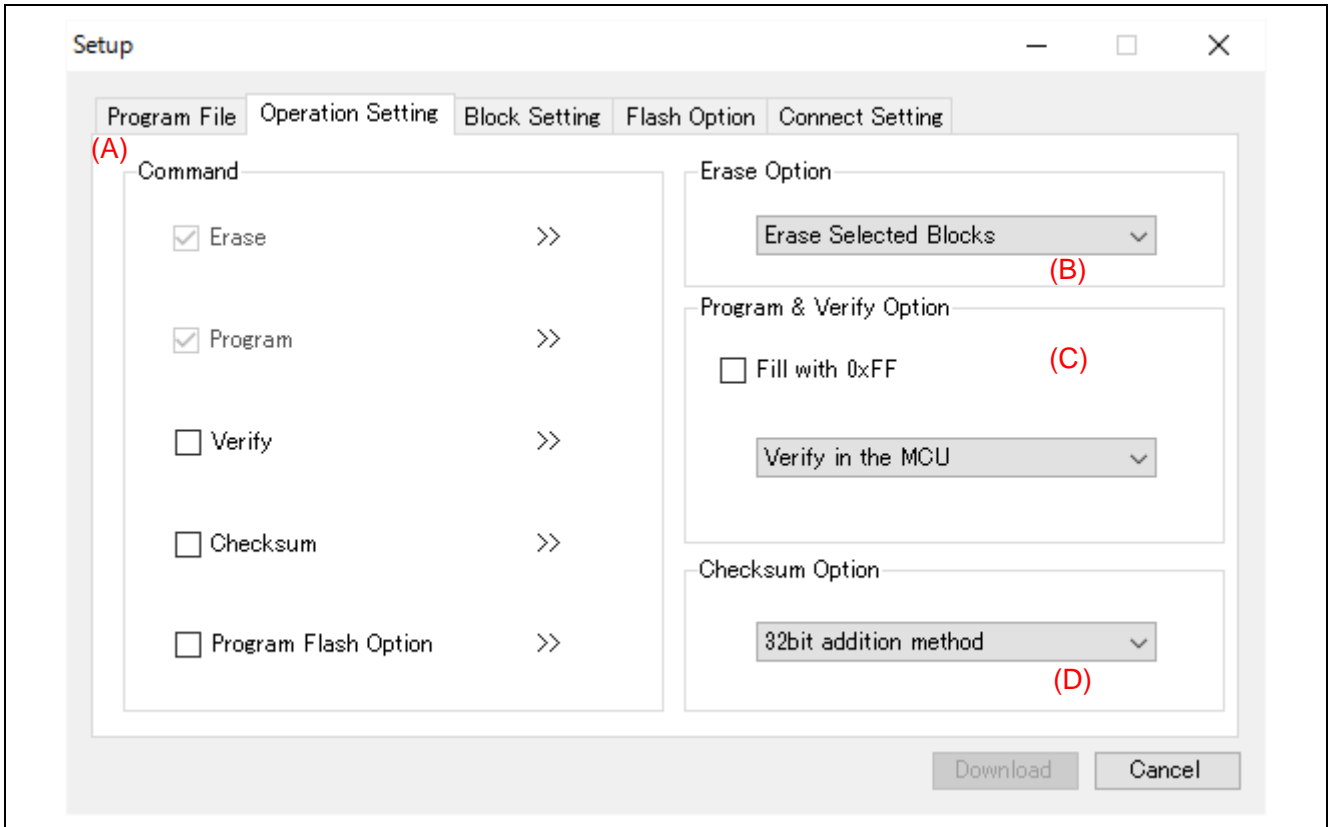 Setup
Program File Operation Setting Block Setting Flash Option Connect Setting
(A)
Command
Erase >>
Program >>
Verify >>
Checksum >>
Program Flash Option >>
Erase Option
Erase Selected Blocks
(B)
Program & Verify Option
(C)
Fill with 0xFF
Verify in the MCU
Checksum Option
32bit addition method
(D)
Download Cancel